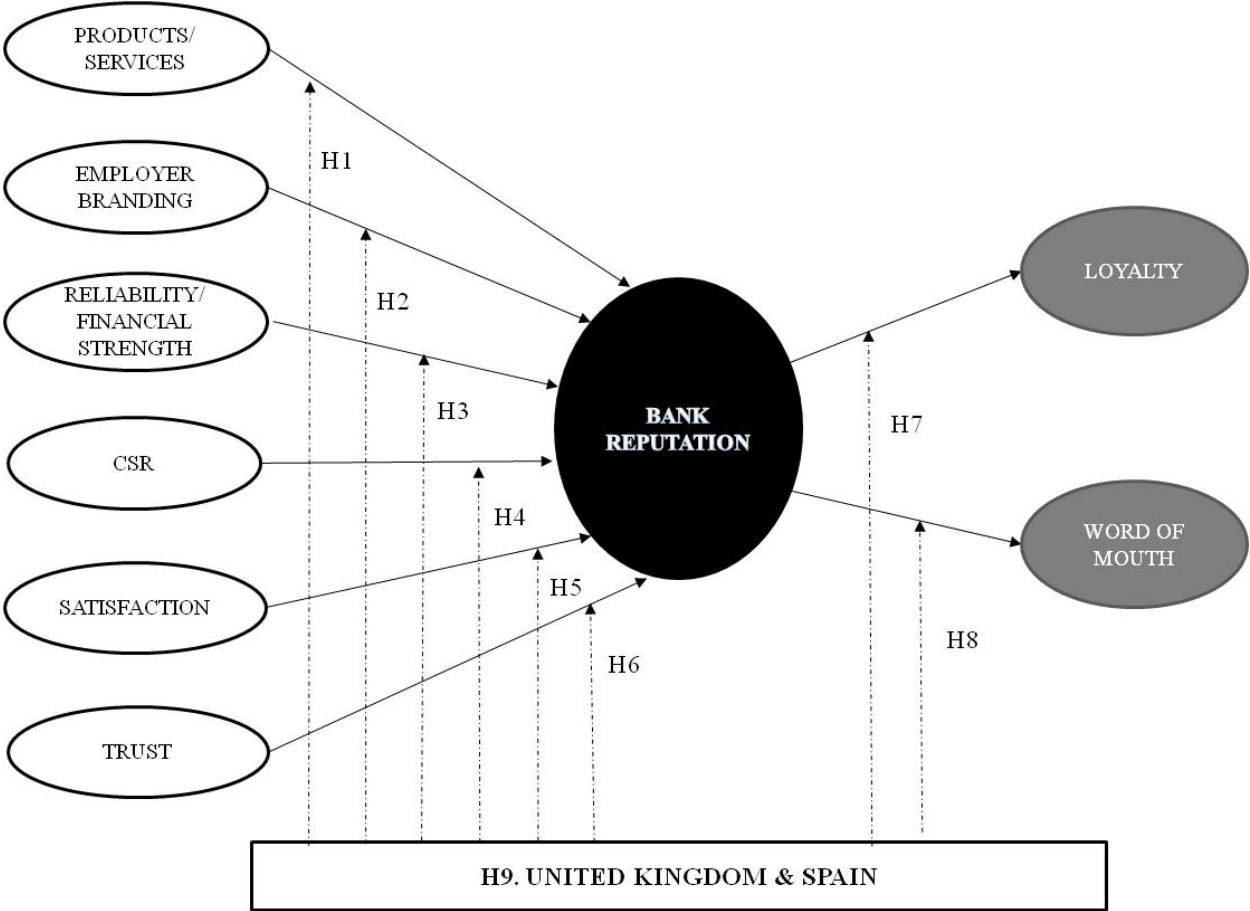 PRODUCTS/
SERVICES
H1
EMPLOYER
BRANDING
H2
RELIABILITY/
FINANCIAL
STRENGTH
H3
CSR
H4
SATISFACTION
H5
TRUST
H6
BANK
REPUTATION
H7
LOYALTY
H8
WORD OF
MOUTH
H9. UNITED KINGDOM & SPAIN